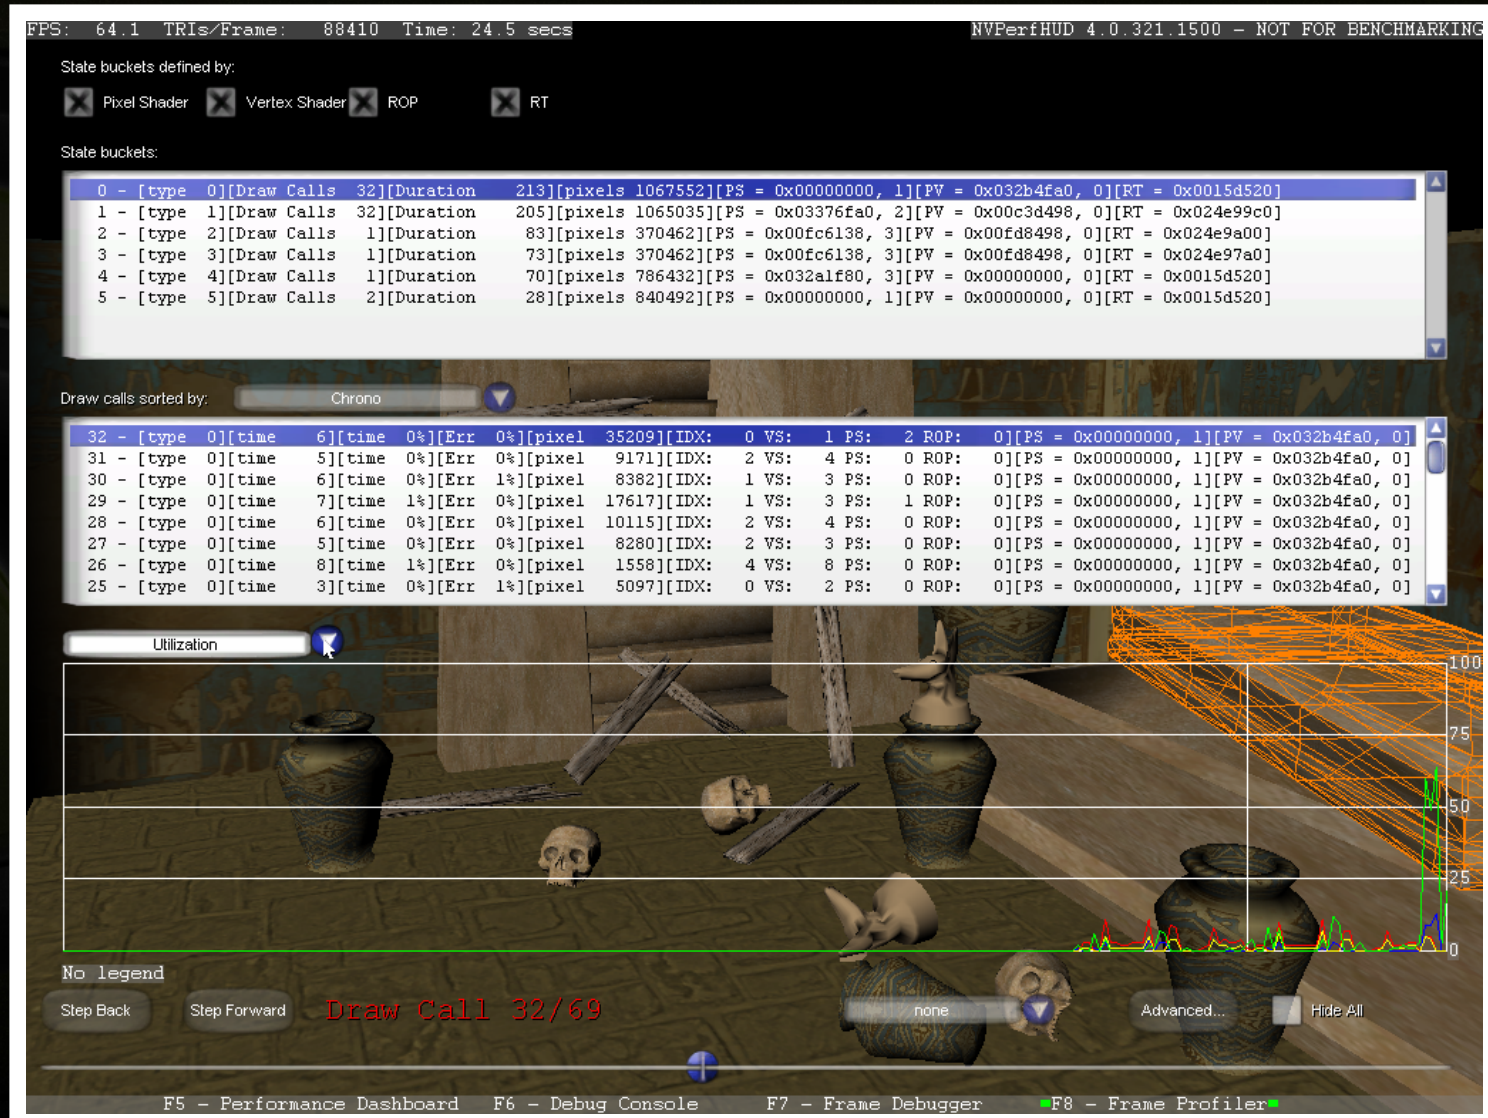 FPS: 64.1 TRIs/Frame: 88410 Time: 24.5 secs NVPerfHUD 4.0.321.1500 – NOT FOR BENCHMARKING
State buckets defined by:
Pixel Shader Vertex Shader ROP RT
State buckets:
0 - [type 0][Draw Calls 32][Duration 213][pixels 1067552][PS = 0x00000000, 1][PV = 0x032b4fa0, 0][RT = 0x0015d520]
1 - [type 1][Draw Calls 32][Duration 205][pixels 1065035][PS = 0x03376fa0, 2][PV = 0x00c3d498, 0][RT = 0x024e99c0]
2 - [type 2][Draw Calls 1][Duration 83][pixels 370462][PS = 0x00fc6138, 3][PV = 0x00fd8498, 0][RT = 0x024e9a00]
3 - [type 3][Draw Calls 1][Duration 73][pixels 370462][PS = 0x00fc6138, 3][PV = 0x00fd8498, 0][RT = 0x024e97a0]
4 - [type 4][Draw Calls 1][Duration 70][pixels 786432][PS = 0x032a1f80, 3][PV = 0x00000000, 0][RT = 0x0015d520]
5 - [type 5][Draw Calls 2][Duration 28][pixels 840492][PS = 0x00000000, 1][PV = 0x00000000, 0][RT = 0x0015d520]
Draw calls sorted by: Chrono
32 - [type 0][time 6][time 0%][Err 0%][pixel 35209][IDX: 0 VS: 1 PS: 2 ROP: 0][PS = 0x00000000, 1][PV = 0x032b4fa0, 0]
31 - [type 0][time 5][time 0%][Err 0%][pixel 9171][IDX: 2 VS: 4 PS: 0 ROP: 0][PS = 0x00000000, 1][PV = 0x032b4fa0, 0]
30 - [type 0][time 6][time 0%][Err 1%][pixel 8382][IDX: 1 VS: 3 PS: 0 ROP: 0][PS = 0x00000000, 1][PV = 0x032b4fa0, 0]
29 - [type 0][time 7][time 1%][Err 0%][pixel 17617][IDX: 1 VS: 3 PS: 1 ROP: 0][PS = 0x00000000, 1][PV = 0x032b4fa0, 0]
28 - [type 0][time 6][time 0%][Err 0%][pixel 10115][IDX: 2 VS: 4 PS: 0 ROP: 0][PS = 0x00000000, 1][PV = 0x032b4fa0, 0]
27 - [type 0][time 5][time 0%][Err 0%][pixel 8280][IDX: 2 VS: 3 PS: 0 ROP: 0][PS = 0x00000000, 1][PV = 0x032b4fa0, 0]
26 - [type 0][time 8][time 1%][Err 0%][pixel 1558][IDX: 4 VS: 8 PS: 0 ROP: 0][PS = 0x00000000, 1][PV = 0x032b4fa0, 0]
25 - [type 0][time 3][time 0%][Err 1%][pixel 5097][IDX: 0 VS: 2 PS: 0 ROP: 0][PS = 0x00000000, 1][PV = 0x032b4fa0, 0]
Utilization
100
75
50
25
0
No legend
Step Back Step Forward Draw Call 32/69 none Advanced... Hide All
F5 – Performance Dashboard F6 – Debug Console F7 – Frame Debugger F8 – Frame Profiler